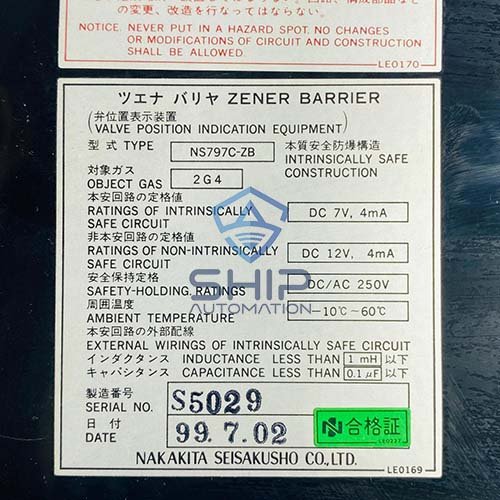 の変更、改造を行なってはならない。
NOTICE. NEVER PUT IN A HAZARD SPOT. NO CHANGES
OR MODIFICATIONS OF CIRCUIT AND CONSTRUCTION
SHALL BE ALLOWED.
LE0170
ツエナ バリヤ ZENER BARRIER
(弁位置表示装置
VALVE POSITION INDICATION EQUIPMENT)
型式 TYPE NS797C-ZB 本質安全防爆構造
INTRINSICALLY SAFE
CONSTRUCTION
対象ガス
OBJECT GAS 2G4
本安回路の定格値
RATINGS OF INTRINSICALLY
SAFE CIRCUIT DC 7V, 4mA
非本安回路の定格値
RATINGS OF NON-INTRINSICALLY
SAFE CIRCUIT DC 12V, 4mA
安全保持定格
SAFETY-HOLDING RATINGS DC/AC 250V
周囲温度
AMBIENT TEMPERATURE -10℃~60℃
本安回路の外部配線
EXTERNAL WIRINGS OF INTRINSICALLY SAFE CIRCUIT
インダクタンス INDUCTANCE LESS THAN 1 mH 以下
キャパシタンス CAPACITANCE LESS THAN 0.1 μF 以下
製造番号
SERIAL NO. S5029
日付
DATE 99.7.02
N 合格証
LE0227
NAKAKITA SEISAKUSHO CO.,LTD.
LE0169
SHIP
AUTOMATION